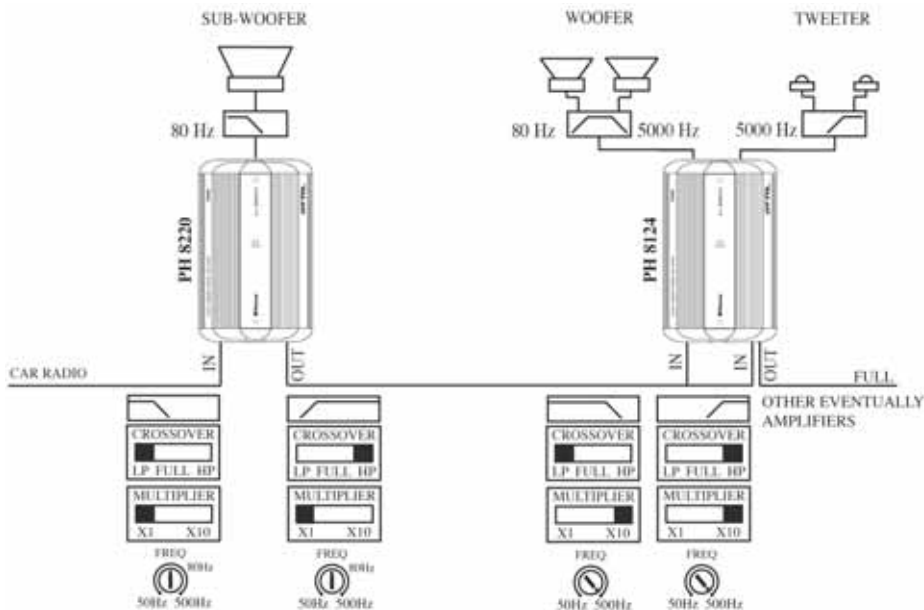 SUB-WOOFER
WOOFER
TWEETER
80 Hz
80 Hz
5000 Hz
5000 Hz
PH 8220
PH 8124
IN
OUT
IN
IN
OUT
CAR RADIO
FULL
OTHER EVENTUALLY
AMPLIFIERS
CROSSOVER
LP FULL HP
MULTIPLIER
X1 X10
FREQ
80Hz
50Hz 500Hz
CROSSOVER
LP FULL HP
MULTIPLIER
X1 X10
FREQ
80Hz
50Hz 500Hz
CROSSOVER
LP FULL HP
MULTIPLIER
X1 X10
FREQ
50Hz 500Hz
CROSSOVER
LP FULL HP
MULTIPLIER
X1 X10
FREQ
50Hz 500Hz